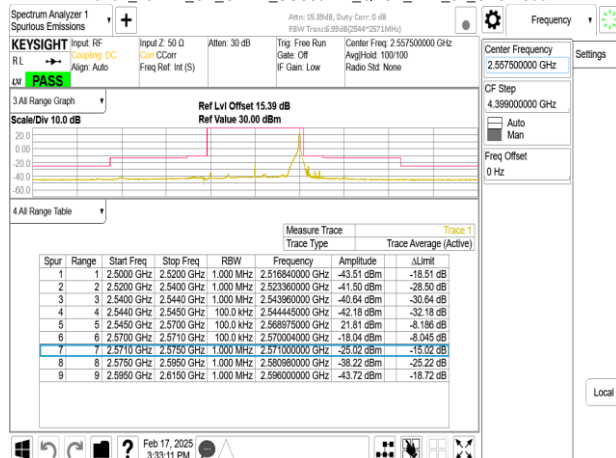 Spectrum Analyzer 1
Spurious Emissions
Attn: 15.39dB, Duty Corr: 0 dB
RBW Trans:6.99dB(2544~2571MHz)
Frequency
Settings
KEYSIGHT
RL
LXI
PASS
Input: RF
Coupling: DC
Align: Auto
Input Z: 50 Ω
Corr CCorr
Freq Ref: Int (S)
Atten: 30 dB
Trig: Free Run
Gate: Off
IF Gain: Low
Center Freq: 2.557500000 GHz
Avg|Hold: 100/100
Radio Std: None
Center Frequency
2.557500000 GHz
CF Step
4.399000000 GHz
Auto
Man
Freq Offset
0 Hz
3 All Range Graph
Scale/Div 10.0 dB
Ref Lvl Offset 15.39 dB
Ref Value 30.00 dBm
20.0
0.00
-20.0
-40.0
-60.0
4 All Range Table
Measure Trace Trace 1
Trace Type Trace Average (Active)
Spur Range Start Freq Stop Freq RBW Frequency Amplitude ΔLimit
1 1 2.5000 GHz 2.5200 GHz 1.000 MHz 2.516840000 GHz -43.51 dBm -18.51 dB
2 2 2.5200 GHz 2.5400 GHz 1.000 MHz 2.523360000 GHz -41.50 dBm -28.50 dB
3 3 2.5400 GHz 2.5440 GHz 1.000 MHz 2.543960000 GHz -40.64 dBm -30.64 dB
4 4 2.5440 GHz 2.5450 GHz 100.0 kHz 2.544445000 GHz -42.18 dBm -32.18 dB
5 5 2.5450 GHz 2.5700 GHz 100.0 kHz 2.568975000 GHz 21.81 dBm -8.186 dB
6 6 2.5700 GHz 2.5710 GHz 100.0 kHz 2.570004000 GHz -18.04 dBm -8.045 dB
7 7 2.5710 GHz 2.5750 GHz 1.000 MHz 2.571000000 GHz -25.02 dBm -15.02 dB
8 8 2.5750 GHz 2.5950 GHz 1.000 MHz 2.580980000 GHz -38.22 dBm -25.22 dB
9 9 2.5950 GHz 2.6150 GHz 1.000 MHz 2.596000000 GHz -43.72 dBm -18.72 dB
Local
Feb 17, 2025
3:33:11 PM